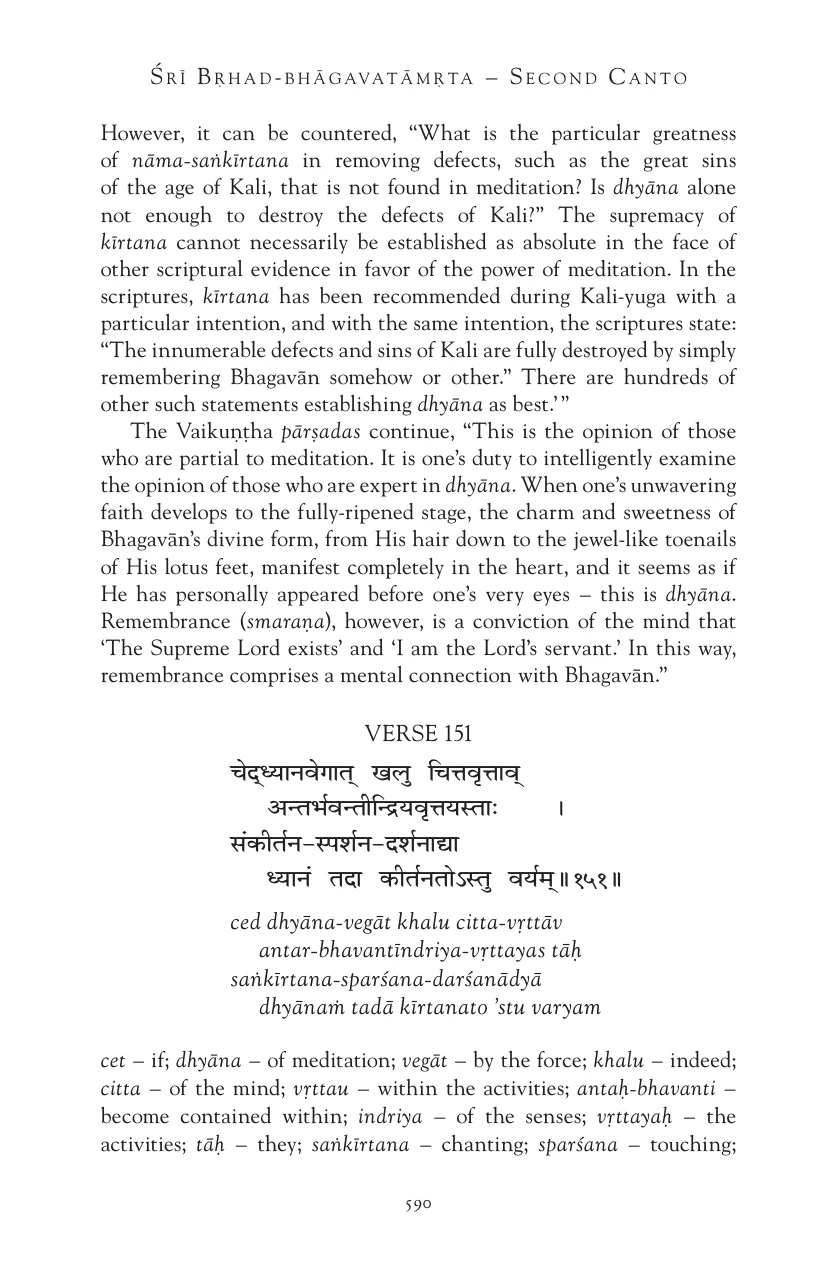 Śrī Bṛhad-bhāgavatāmṛta – Second Canto
However, it can be countered, “What is the particular greatness
of nāma-saṅkīrtana in removing defects, such as the great sins
of the age of Kali, that is not found in meditation? Is dhyāna alone
not enough to destroy the defects of Kali?” The supremacy of
kīrtana cannot necessarily be established as absolute in the face of
other scriptural evidence in favor of the power of meditation. In the
scriptures, kīrtana has been recommended during Kali-yuga with a
particular intention, and with the same intention, the scriptures state:
“The innumerable defects and sins of Kali are fully destroyed by simply
remembering Bhagavān somehow or other.” There are hundreds of
other such statements establishing dhyāna as best.’”
The Vaikuṇṭha pārṣadas continue, “This is the opinion of those
who are partial to meditation. It is one’s duty to intelligently examine
the opinion of those who are expert in dhyāna. When one’s unwavering
faith develops to the fully-ripened stage, the charm and sweetness of
Bhagavān’s divine form, from His hair down to the jewel-like toenails
of His lotus feet, manifest completely in the heart, and it seems as if
He has personally appeared before one’s very eyes – this is dhyāna.
Remembrance (smaraṇa), however, is a conviction of the mind that
‘The Supreme Lord exists’ and ‘I am the Lord’s servant.’ In this way,
remembrance comprises a mental connection with Bhagavān.”
VERSE 151
चेद्ध्यानवेगात् खलु चित्तवृत्ताव्
अन्तर्भवन्तीन्द्रियवृत्तयस्ताः ।
संकीर्तन-स्पर्शन-दर्शनाद्या
ध्यानं तदा कीर्तनतोऽस्तु वर्यम्॥१५१॥
ced dhyāna-vegāt khalu citta-vṛttāv
antar-bhavantīndriya-vṛttayas tāḥ
saṅkīrtana-sparśana-darśanādyā
dhyānaṁ tadā kīrtanato ’stu varyam
cet – if; dhyāna – of meditation; vegāt – by the force; khalu – indeed;
citta – of the mind; vṛttau – within the activities; antaḥ-bhavanti –
become contained within; indriya – of the senses; vṛttayaḥ – the
activities; tāḥ – they; saṅkīrtana – chanting; sparśana – touching;
590